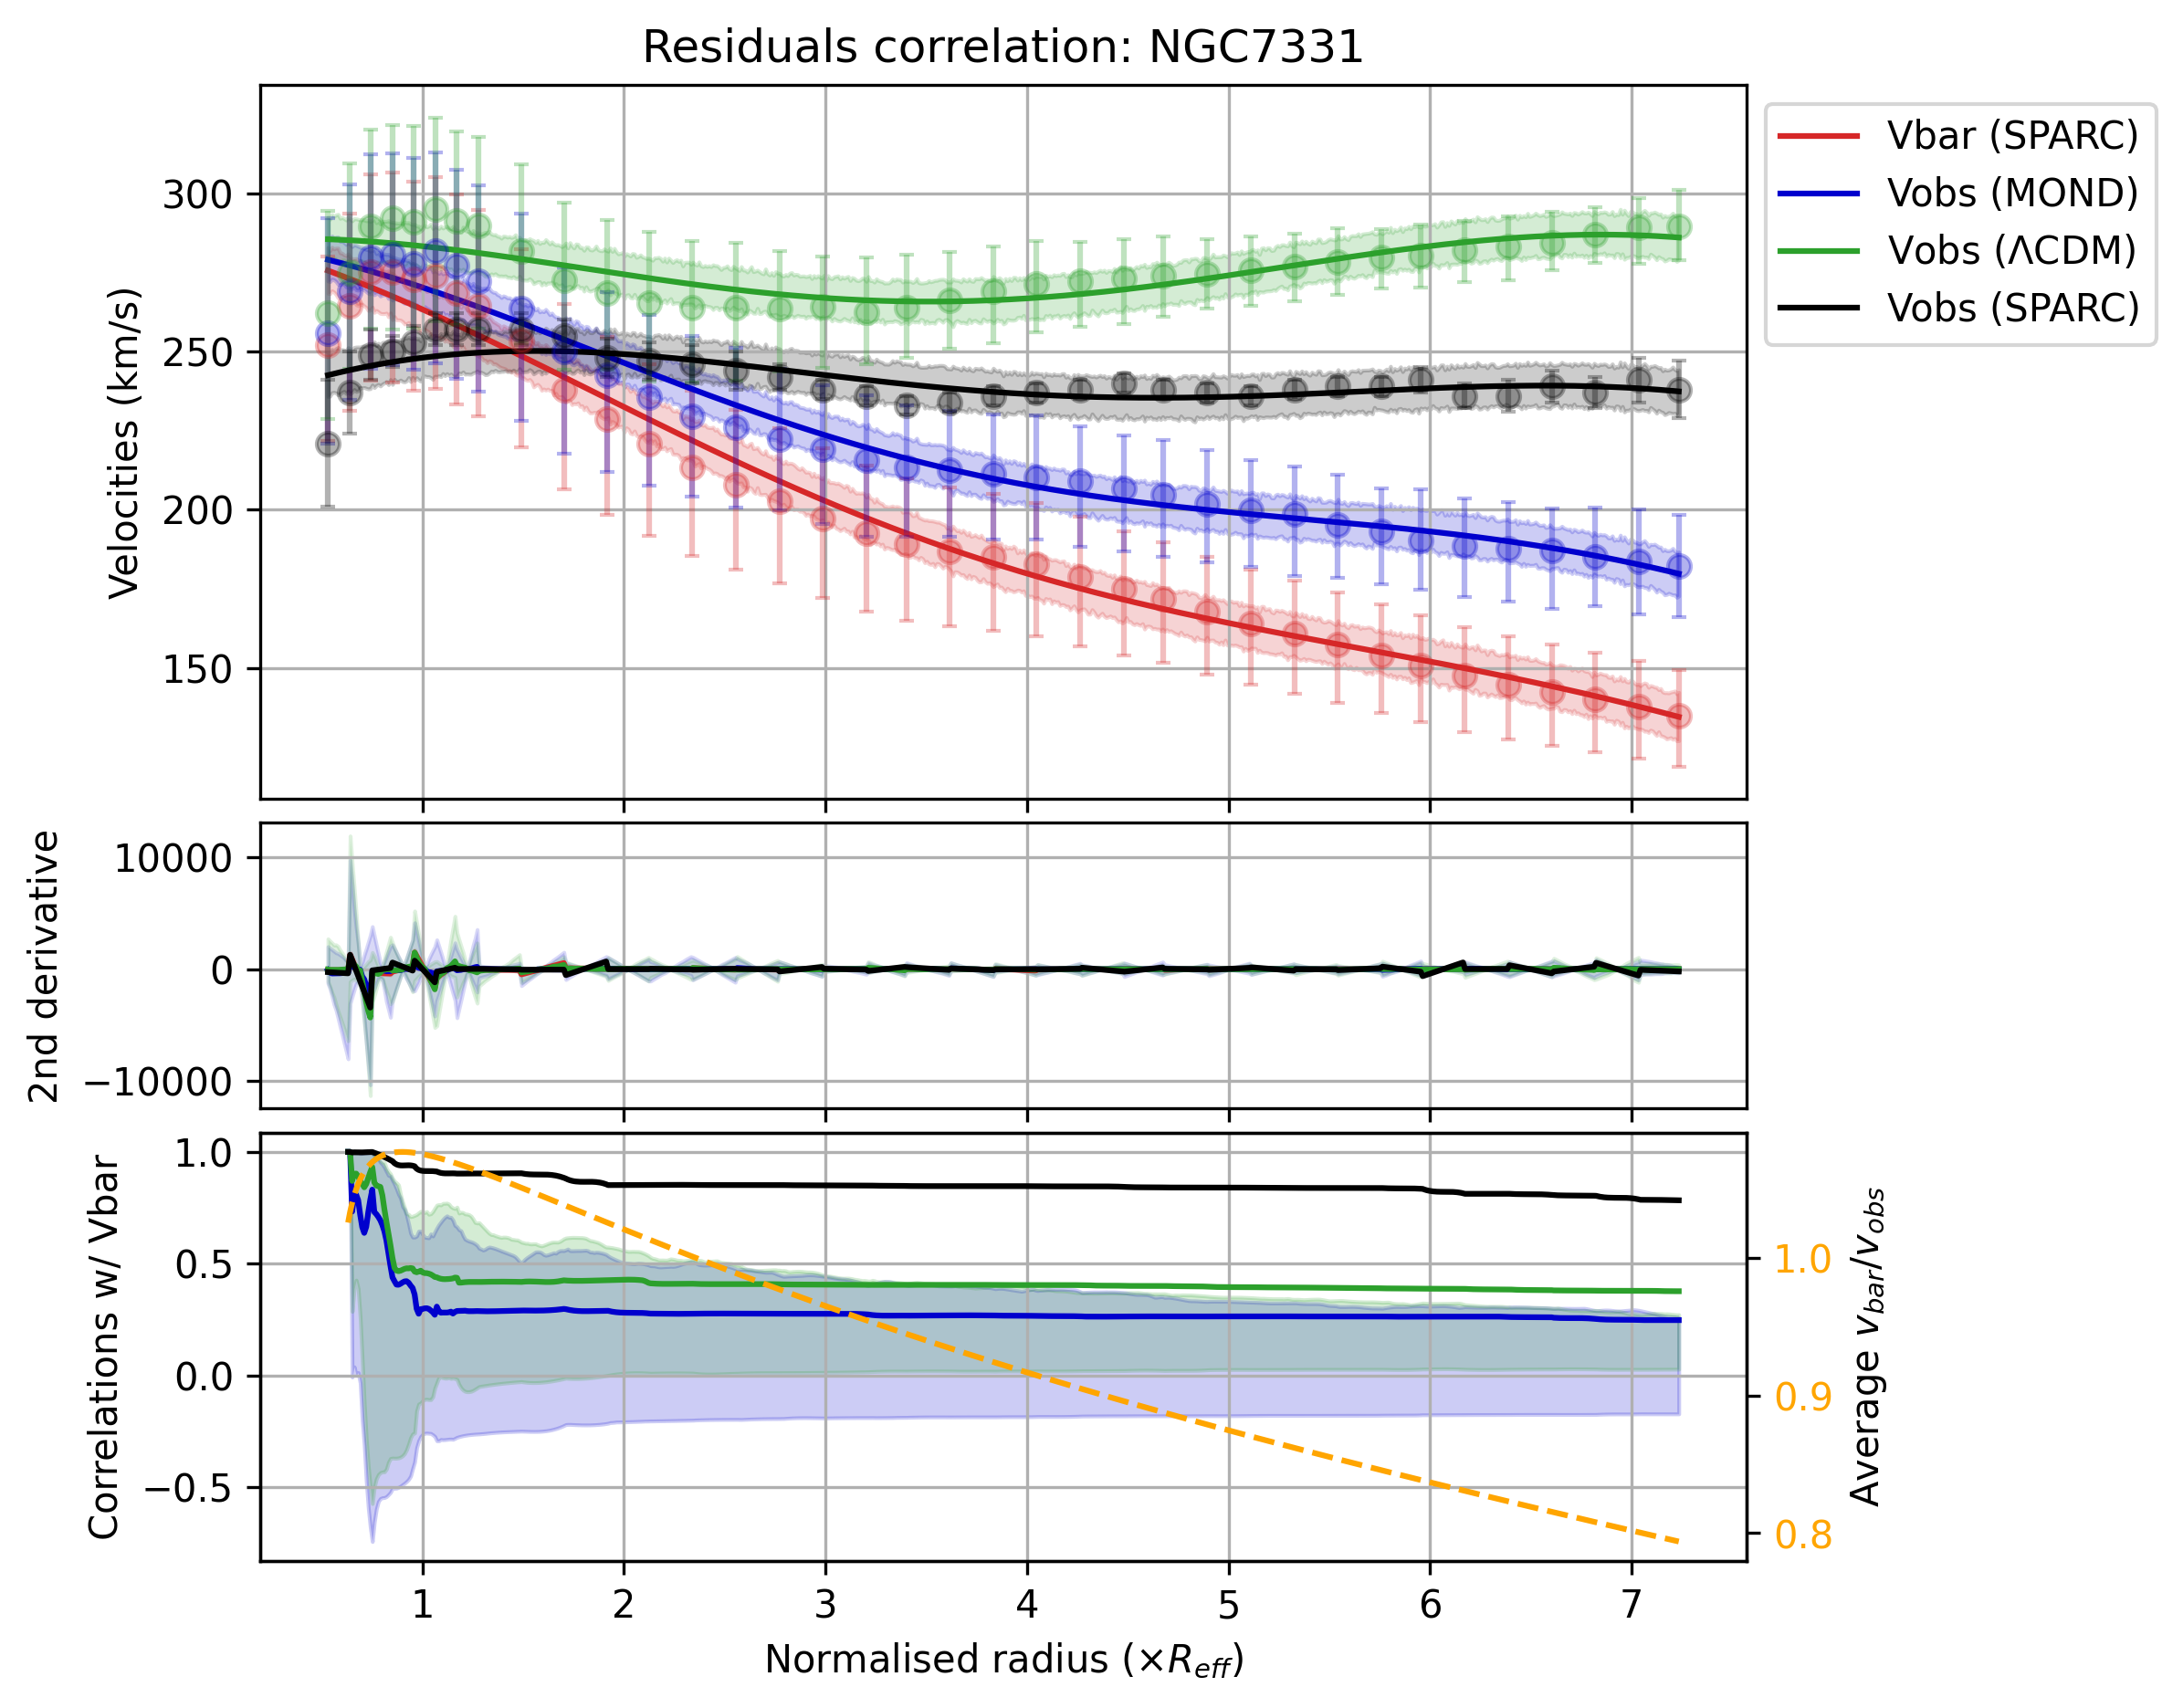 Residuals correlation: NGC7331
Velocities (km/s)
300
250
200
150
Vbar (SPARC)
Vobs (MOND)
Vobs (ΛCDM)
Vobs (SPARC)
2nd derivative
10000
0
−10000
Correlations w/ Vbar
1.0
0.5
0.0
−0.5
1.0
0.9
0.8
Average v_bar/v_obs
1 2 3 4 5 6 7
Normalised radius (×R_eff)